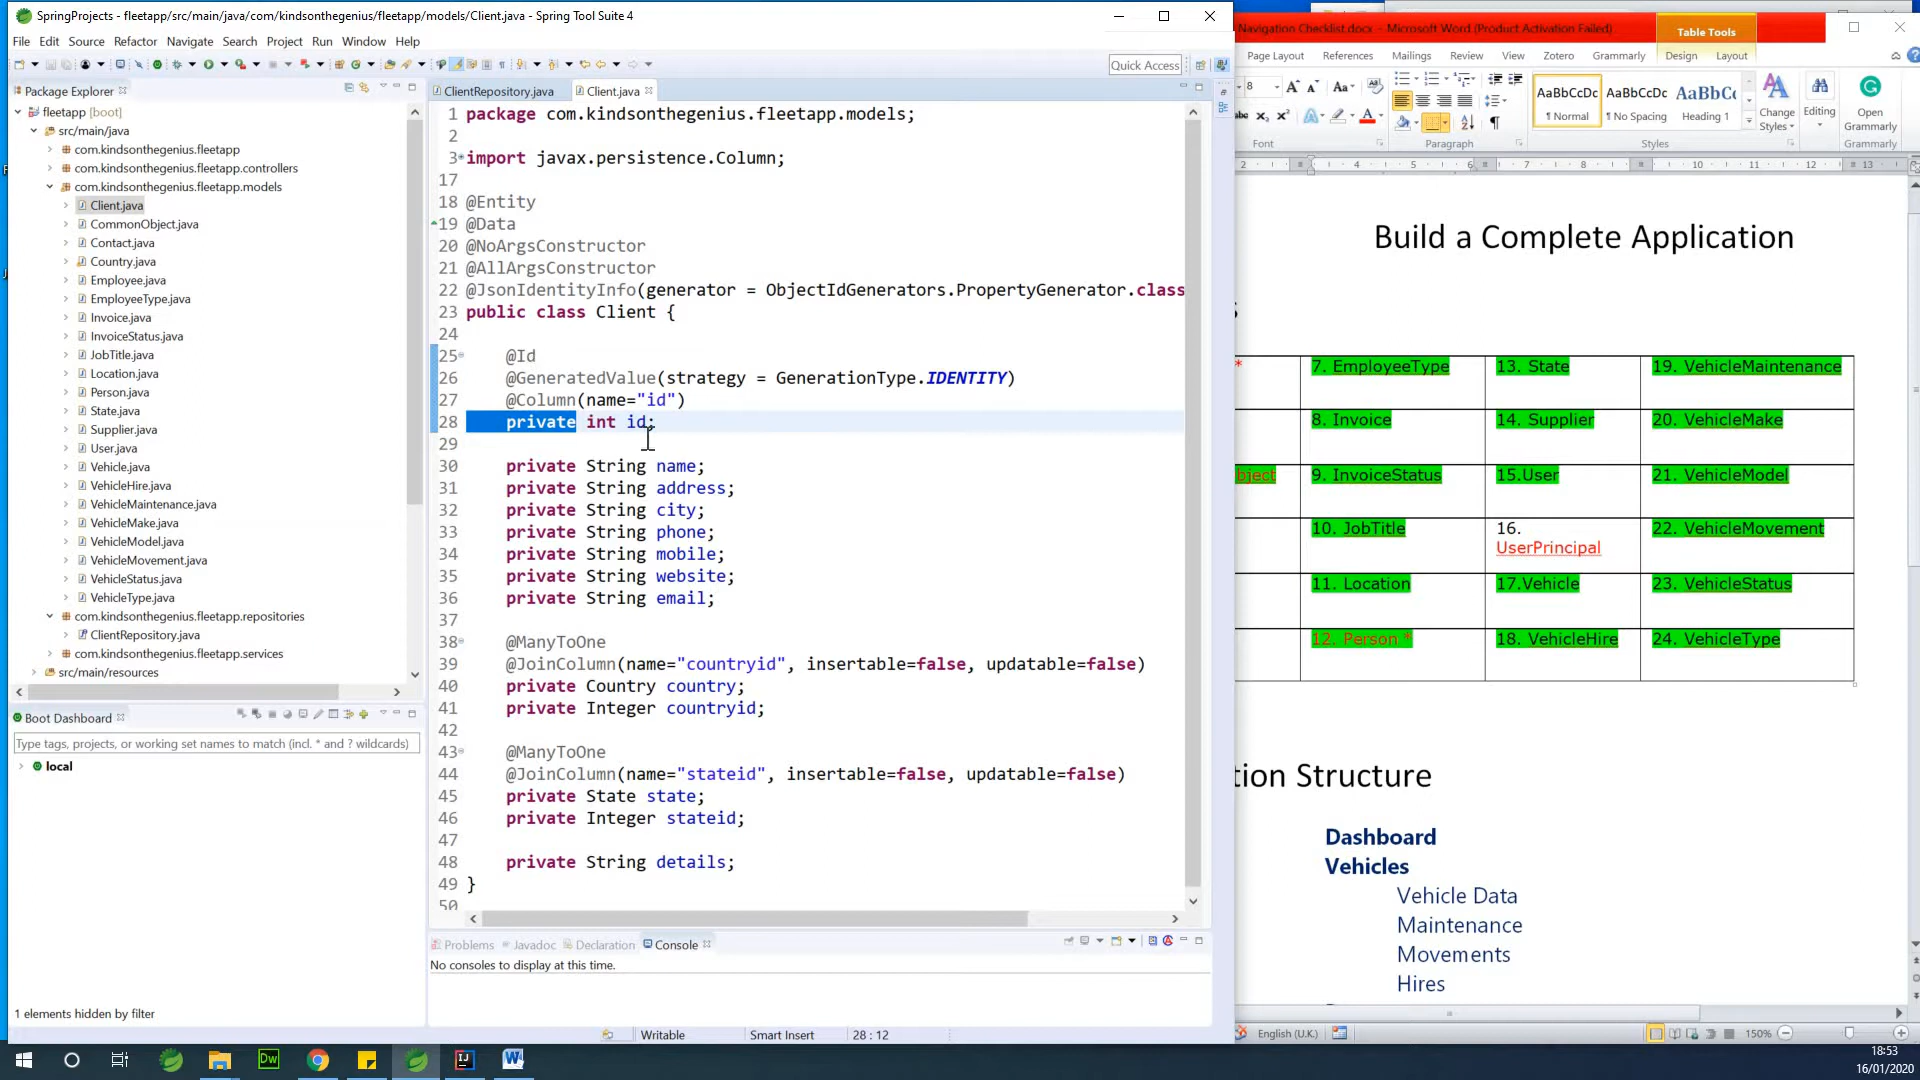 SpringProjects - fleetapp/src/main/java/com/kindsonthegenius/fleetapp/models/Client.java - Spring Tool Suite 4
File Edit Source Refactor Navigate Search Project Run Window Help
Quick Access
Package Explorer
fleetapp [boot]
src/main/java
com.kindsonthegenius.fleetapp
com.kindsonthegenius.fleetapp.controllers
com.kindsonthegenius.fleetapp.models
Client.java
CommonObject.java
Contact.java
Country.java
Employee.java
EmployeeType.java
Invoice.java
InvoiceStatus.java
JobTitle.java
Location.java
Person.java
State.java
Supplier.java
User.java
Vehicle.java
VehicleHire.java
VehicleMaintenance.java
VehicleMake.java
VehicleModel.java
VehicleMovement.java
VehicleStatus.java
VehicleType.java
com.kindsonthegenius.fleetapp.repositories
ClientRepository.java
com.kindsonthegenius.fleetapp.services
src/main/resources
Boot Dashboard
Type tags, projects, or working set names to match (incl. * and ? wildcards)
local
1 elements hidden by filter
ClientRepository.java Client.java
1 package com.kindsonthegenius.fleetapp.models;
2
3 import javax.persistence.Column;
17
18 @Entity
19 @Data
20 @NoArgsConstructor
21 @AllArgsConstructor
22 @JsonIdentityInfo(generator = ObjectIdGenerators.PropertyGenerator.class
23 public class Client {
24
25 @Id
26 @GeneratedValue(strategy = GenerationType.IDENTITY)
27 @Column(name="id")
28 private int id;
29
30 private String name;
31 private String address;
32 private String city;
33 private String phone;
34 private String mobile;
35 private String website;
36 private String email;
37
38 @ManyToOne
39 @JoinColumn(name="countryid", insertable=false, updatable=false)
40 private Country country;
41 private Integer countryid;
42
43 @ManyToOne
44 @JoinColumn(name="stateid", insertable=false, updatable=false)
45 private State state;
46 private Integer stateid;
47
48 private String details;
49 }
50
Problems Javadoc Declaration Console
No consoles to display at this time.
Writable Smart Insert 28 : 12
Navigation Checklist.docx - Microsoft Word (Product Activation Failed) Table Tools
Page Layout References Mailings Review View Zotero Grammarly Design Layout
8
AaBbCcDc AaBbCcDc AaBbCc
¶ Normal ¶ No Spacing Heading 1
Change Styles
Editing
Open Grammarly
Font Paragraph Styles Grammarly
2 4 5 6 7 8 9 10 11 12 13
Build a Complete Application
s
* 7. EmployeeType 13. State 19. VehicleMaintenance
8. Invoice 14. Supplier 20. VehicleMake
bject 9. InvoiceStatus 15.User 21. VehicleModel
10. JobTitle 16. UserPrincipal 22. VehicleMovement
11. Location 17.Vehicle 23. VehicleStatus
12. Person * 18. VehicleHire 24. VehicleType
tion Structure
Dashboard
Vehicles
Vehicle Data
Maintenance
Movements
Hires
English (U.K.) 150%
18:53
16/01/2020